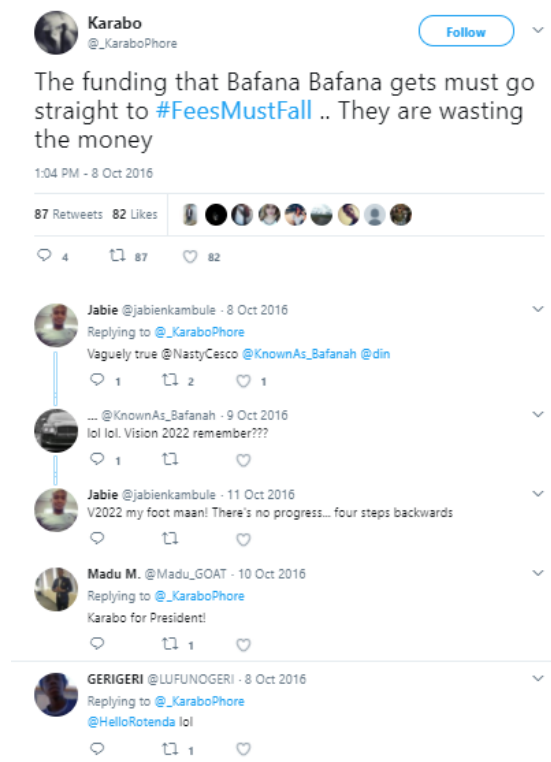 Karabo
@_KaraboPhore
Follow
The funding that Bafana Bafana gets must go
straight to #FeesMustFall .. They are wasting
the money
1:04 PM - 8 Oct 2016
87 Retweets 82 Likes
4 87 82
Jabie @jabienkambule · 8 Oct 2016
Replying to @_KaraboPhore
Vaguely true @NastyCesco @KnownAs_Bafanah @din
1 2 1
... @KnownAs_Bafanah · 9 Oct 2016
lol lol. Vision 2022 remember???
1
Jabie @jabienkambule · 11 Oct 2016
V2022 my foot maan! There's no progress... four steps backwards
Madu M. @Madu_GOAT · 10 Oct 2016
Replying to @_KaraboPhore
Karabo for President!
1
GERIGERI @LUFUNOGERI · 8 Oct 2016
Replying to @_KaraboPhore
@HelloRotenda lol
1